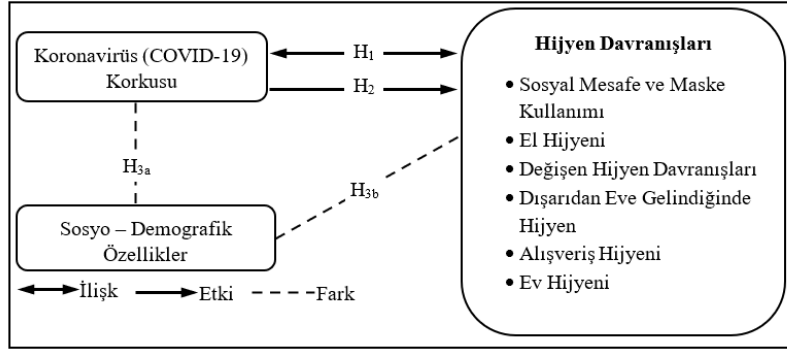 Koronavirüs (COVID-19)
Korkusu
H1
H2
H3a
H3b
Sosyo – Demografik
Özellikler
Hijyen Davranışları
• Sosyal Mesafe ve Maske
Kullanımı
• El Hijyeni
• Değişen Hijyen Davranışları
• Dışarıdan Eve Gelindiğinde
Hijyen
• Alışveriş Hijyeni
• Ev Hijyeni
İlişk Etki Fark